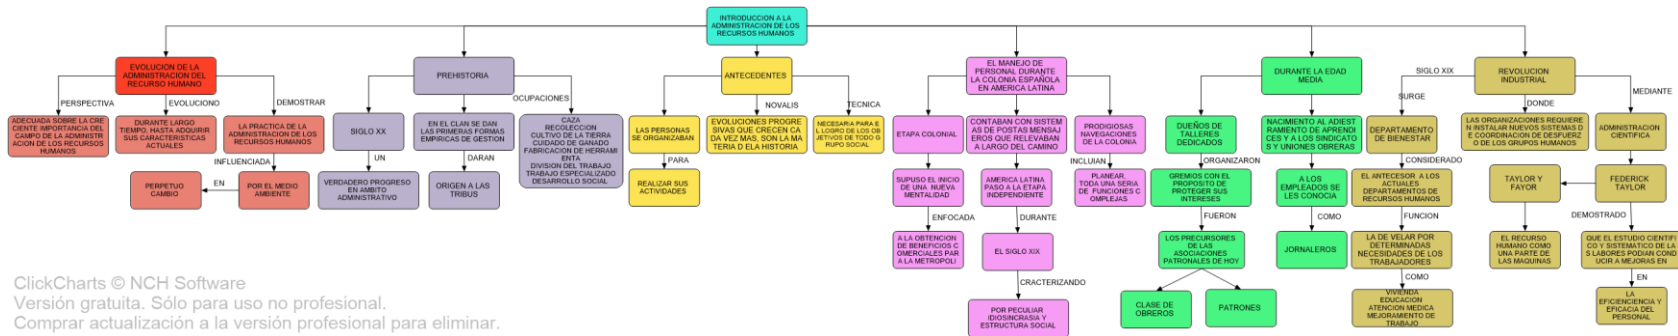 INTRODUCCION A LA
ADMINISTRACION DE LOS
RECURSOS HUMANOS
EVOLUCION DE LA
ADMINISTRACION DEL
RECURSO HUMANO
PERSPECTIVA
EVOLUCIONO
DEMOSTRAR
ADECUADA SOBRE LA CRE
CIENTE IMPORTANCIA DEL
CAMPO DE LA ADMINISTR
ACION DE LOS RECURSOS
HUMANOS
DURANTE LARGO
TIEMPO, HASTA ADQUIRIR
SUS CARACTERISTICAS
ACTUALES
LA PRACTICA DE LA
ADMINISTRACION DE LOS
RECURSOS HUMANOS
INFLUENCIADA
POR EL MEDIO
AMBIENTE
EN
PERPETUO
CAMBIO
PREHISTORIA
OCUPACIONES
SIGLO XX
UN
VERDADERO PROGRESO
EN AMBITO
ADMINISTRATIVO
EN EL CLAN SE DAN
LAS PRIMERAS FORMAS
EMPIRICAS DE GESTION
DARAN
ORIGEN A LAS
TRIBUS
CAZA
RECOLECCION
CULTIVO DE LA TIERRA
CUIDADO DE GANADO
FABRICACION DE HERRAM
IENTA
DIVISION DEL TRABAJO
TRABAJO ESPECIALIZADO
DESARROLLO SOCIAL
ANTECEDENTES
NOVALIS
TECNICA
LAS PERSONAS
SE ORGANIZABAN
PARA
REALIZAR SUS
ACTIVIDADES
EVOLUCIONES PROGRE
SIVAS QUE CRECEN CA
DA VEZ MAS, SON LA MA
TERIA D ELA HISTORIA
NECESARIA PARA E
L LOGRO DE LOS OB
JETIVOS DE TODO G
RUPO SOCIAL
EL MANEJO DE
PERSONAL DURANTE
LA COLONIA ESPAÑOLA
EN AMERICA LATINA
ETAPA COLONIAL
SUPUSO EL INICIO
DE UNA NUEVA
MENTALIDAD
ENFOCADA
A LA OBTENCION
DE BENEFICIOS C
OMERCIALES PAR
A LA METROPOLI
CONTABAN CON SISTEM
AS DE POSTAS MENSAJ
EROS QUE RELEVABAN
A LARGO DEL CAMINO
AMERICA LATINA
PASO A LA ETAPA
INDEPENDIENTE
DURANTE
EL SIGLO XIX
CRACTERIZANDO
POR PECULIAR
IDIOSINCRASIA Y
ESTRUCTURA SOCIAL
PRODIGIOSAS
NAVEGACIONES
DE LA COLONIA
INCLUIAN
PLANEAR,
TODA UNA SERIA
DE FUNCIONES C
OMPLEJAS
DURANTE LA EDAD
MEDIA
DUEÑOS DE
TALLERES
DEDICADOS
ORGANIZARON
GREMIOS CON EL
PROPOSITO DE
PROTEGER SUS
INTERESES
FUERON
LOS PRECURSORES
DE LAS
ASOCIACIONES
PATRONALES DE HOY
CLASE DE
OBREROS
PATRONES
NACIMIENTO AL ADIEST
RAMIENTO DE APRENDI
CES Y A LOS SINDICATO
S Y UNIONES OBRERAS
A LOS
EMPLEADOS SE
LES CONOCIA
COMO
JORNALEROS
REVOLUCION
INDUSTRIAL
SIGLO XIX
SURGE
DONDE
MEDIANTE
DEPARTAMENTO
DE BIENESTAR
CONSIDERADO
EL ANTECESOR A LOS
ACTUALES
DEPARTAMENTOS DE
RECURSOS HUMANOS
FUNCION
LA DE VELAR POR
DETERMINADAS
NECESIDADES DE LOS
TRABAJADORES
COMO
VIVIENDA
EDUCACION
ATENCION MEDICA
MEJORAMIENTO DE
TRABAJO
LAS ORGANIZACIONES REQUIERE
N INSTALAR NUEVOS SISTEMAS D
E COORDINACION DE DESFUERZ
O DE LOS GRUPOS HUMANOS
ADMINISTRACION
CIENTIFICA
FEDERICK
TAYLOR
TAYLOR Y
FAYOR
EL RECURSO
HUMANO COMO
UNA PARTE DE
LAS MAQUINAS
DEMOSTRADO
QUE EL ESTUDIO CIENTIFI
CO Y SISTEMATICO DE LA
S LABORES PODIAN COND
UCIR A MEJORAS EN
EN
LA
EFICIENCIENCIA Y
EFICACIA DEL
PERSONAL
ClickCharts © NCH Software
Versión gratuita. Sólo para uso no profesional.
Comprar actualización a la versión profesional para eliminar.